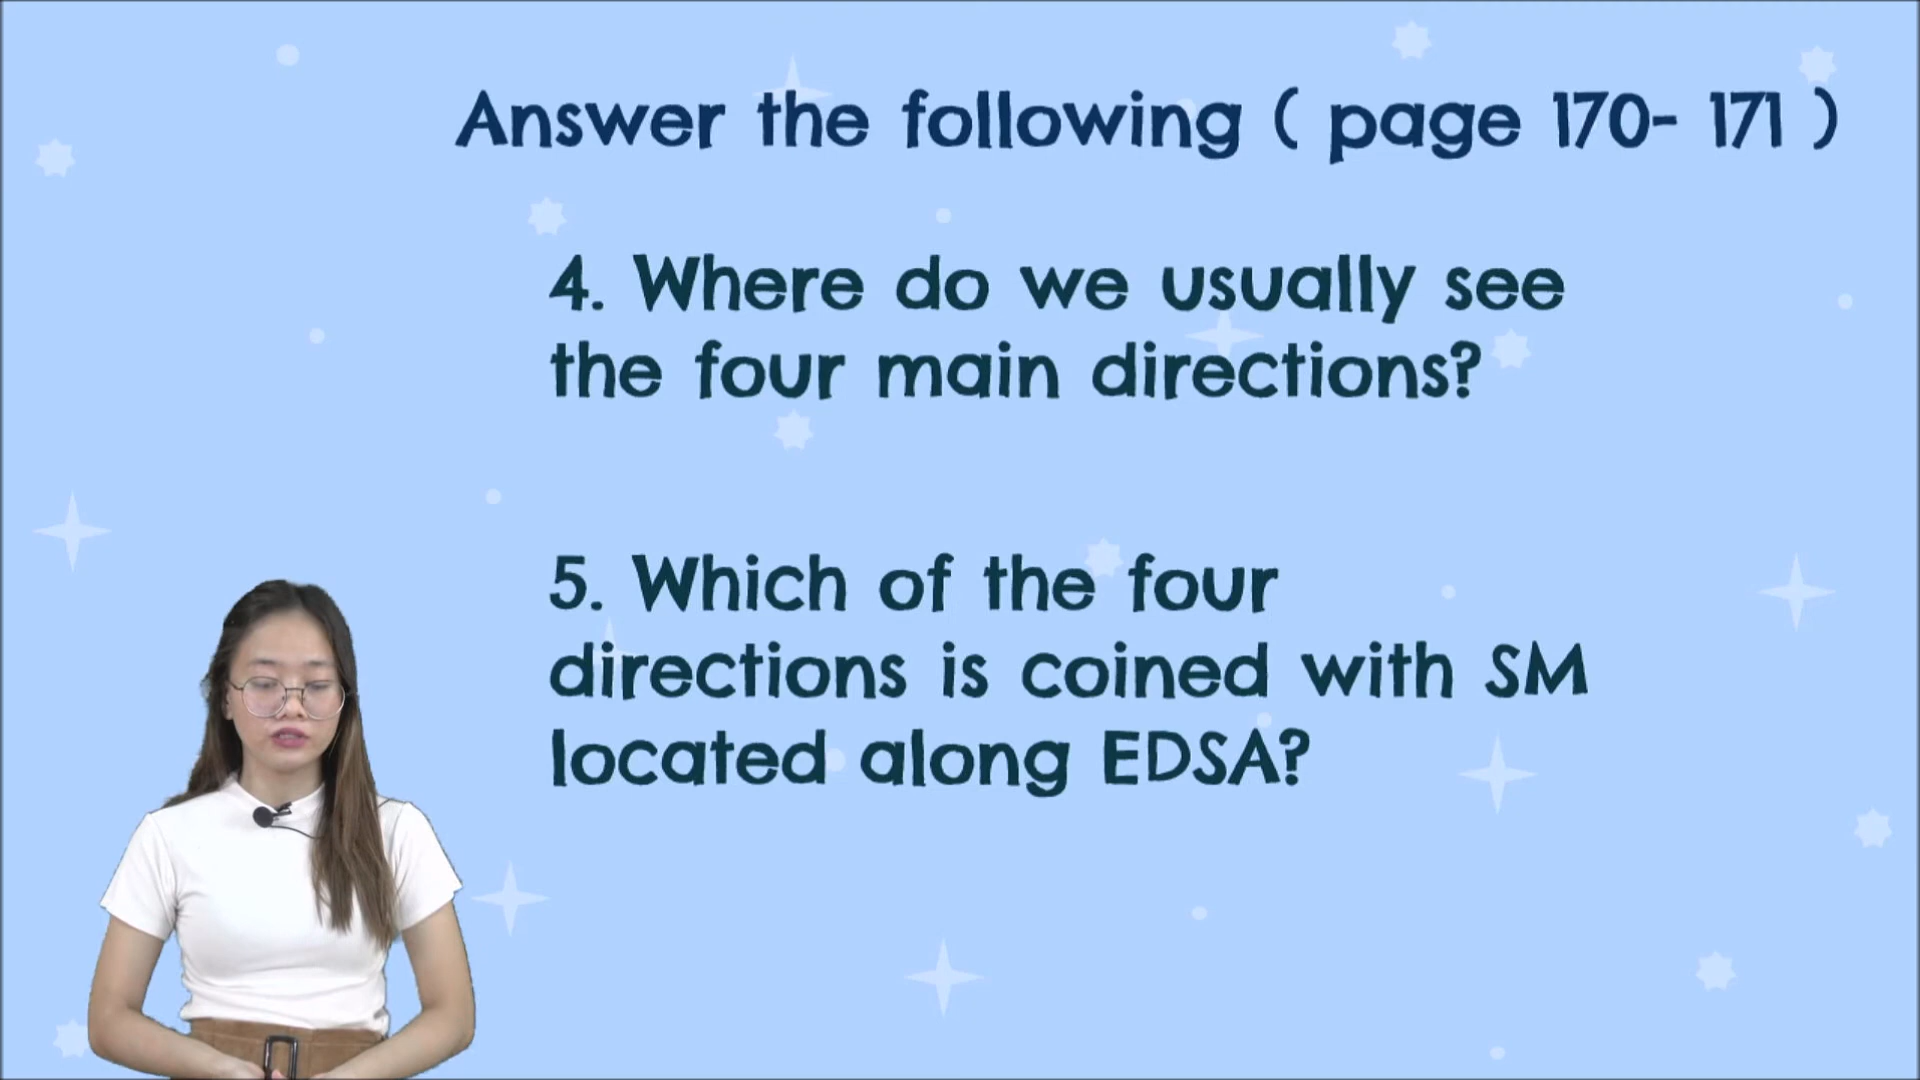 Answer the following ( page 170- 171 )
4. Where do we usually see
the four main directions?
5. Which of the four
directions is coined with SM
located along EDSA?